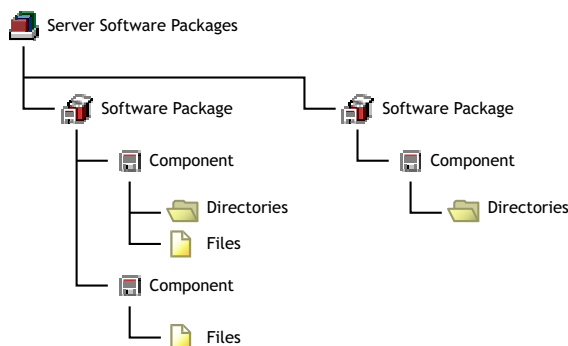 Server Software Packages
Software Package
Component
Directories
Files
Component
Files
Software Package
Component
Directories